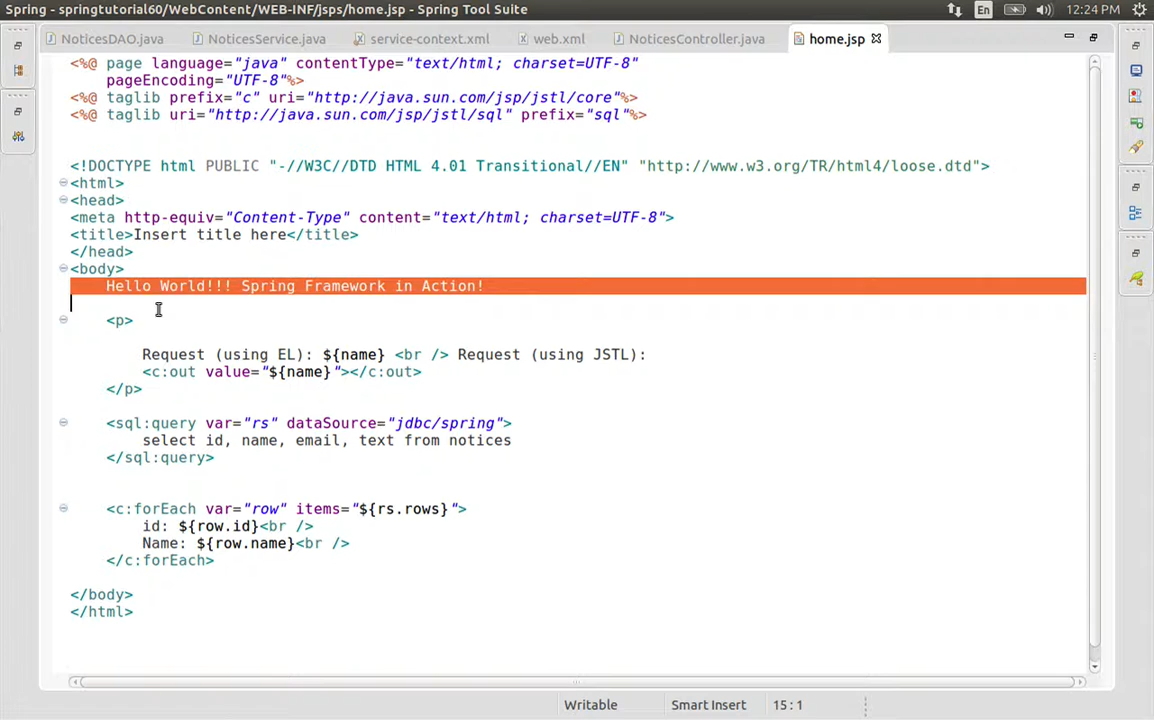 Spring - springtutorial60/WebContent/WEB-INF/jsps/home.jsp - Spring Tool Suite
En
12:24 PM
NoticesDAO.java
NoticesService.java
service-context.xml
web.xml
NoticesController.java
home.jsp
<%@ page language="java" contentType="text/html; charset=UTF-8"
pageEncoding="UTF-8"%>
<%@ taglib prefix="c" uri="http://java.sun.com/jsp/jstl/core"%>
<%@ taglib uri="http://java.sun.com/jsp/jstl/sql" prefix="sql"%>
<!DOCTYPE html PUBLIC "-//W3C//DTD HTML 4.01 Transitional//EN" "http://www.w3.org/TR/html4/loose.dtd">
<html>
<head>
<meta http-equiv="Content-Type" content="text/html; charset=UTF-8">
<title>Insert title here</title>
</head>
<body>
Hello World!!! Spring Framework in Action!
<p>
Request (using EL): ${name} <br /> Request (using JSTL):
<c:out value="${name}"></c:out>
</p>
<sql:query var="rs" dataSource="jdbc/spring">
select id, name, email, text from notices
</sql:query>
<c:forEach var="row" items="${rs.rows}">
id: ${row.id}<br />
Name: ${row.name}<br />
</c:forEach>
</body>
</html>
Writable
Smart Insert
15 : 1